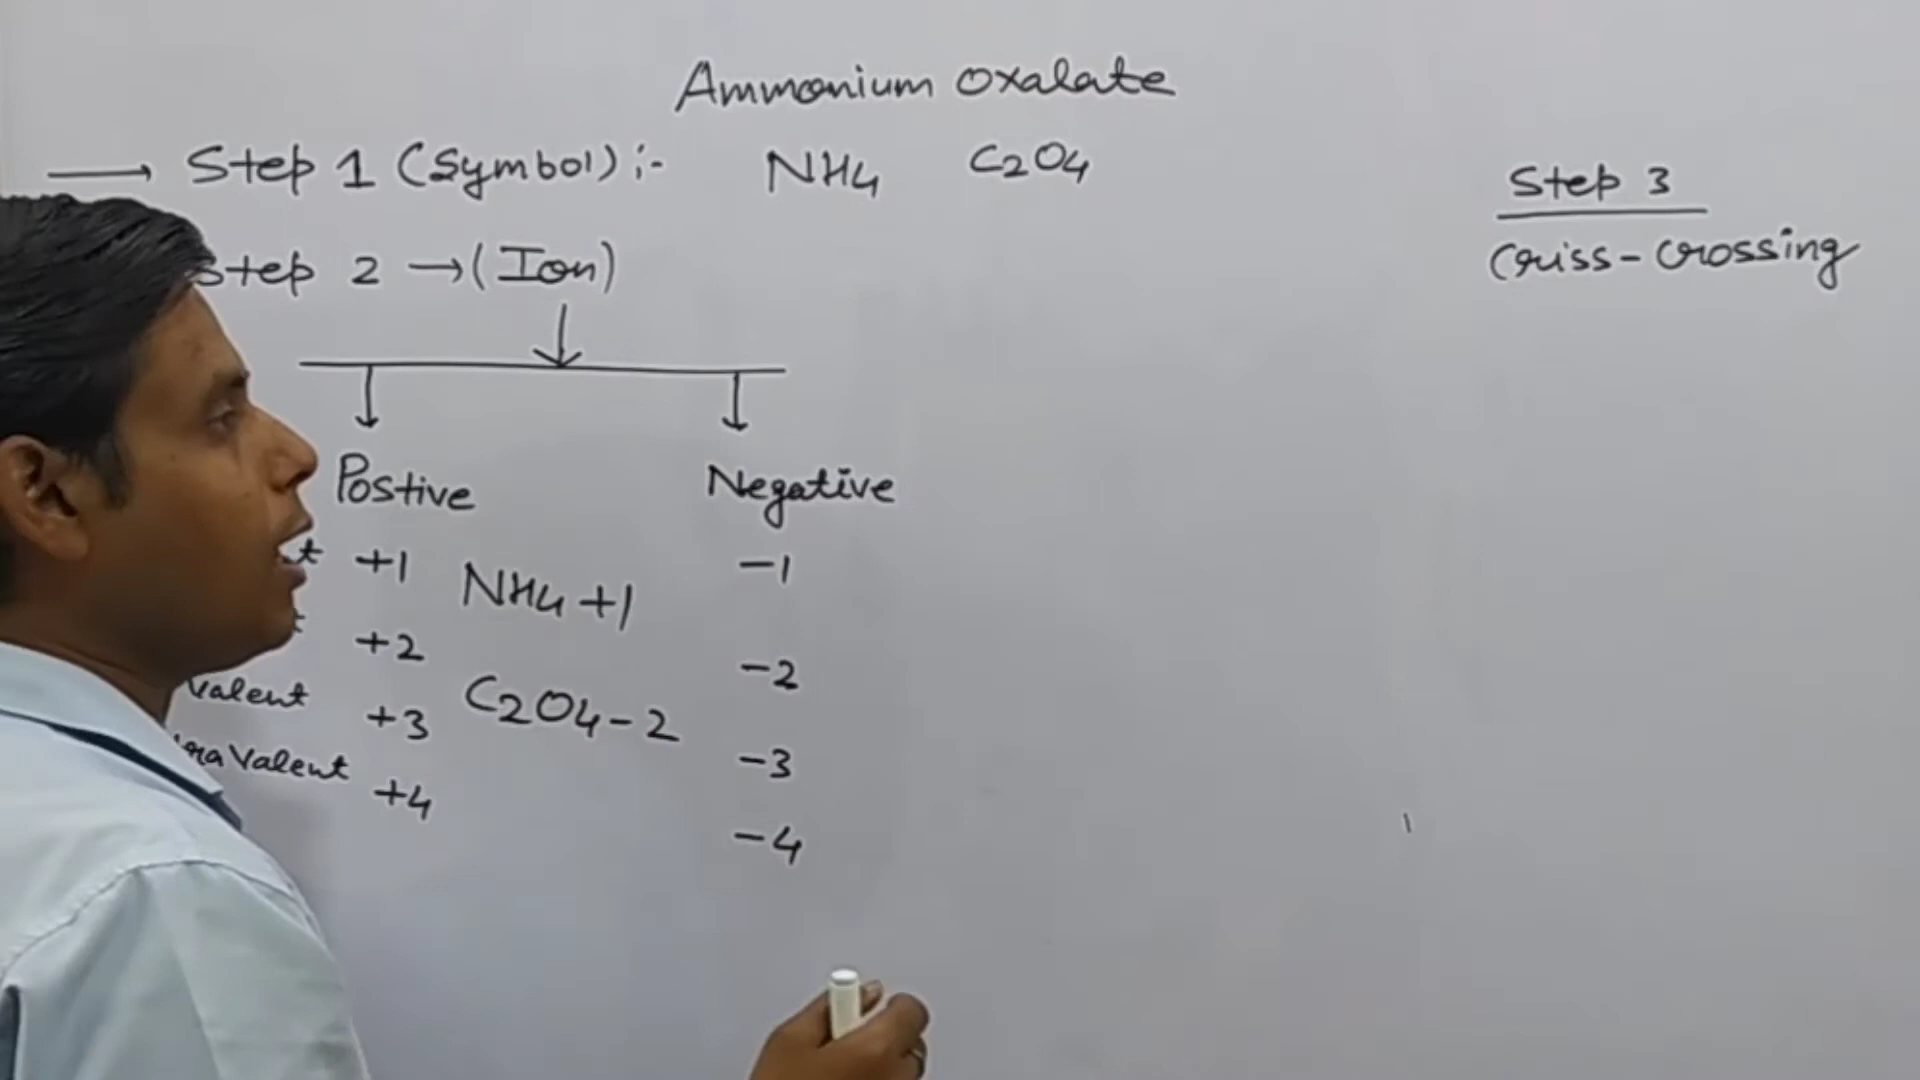 Ammonium Oxalate
Step 1 (Symbol) :- NH4 C2O4
Step 2 → (Ion)
Postive Negative
+1 NH4 +1 -1
+2 -2
valent +3 C2O4-2 -3
Valent +4 -4
Step 3
Criss-crossing